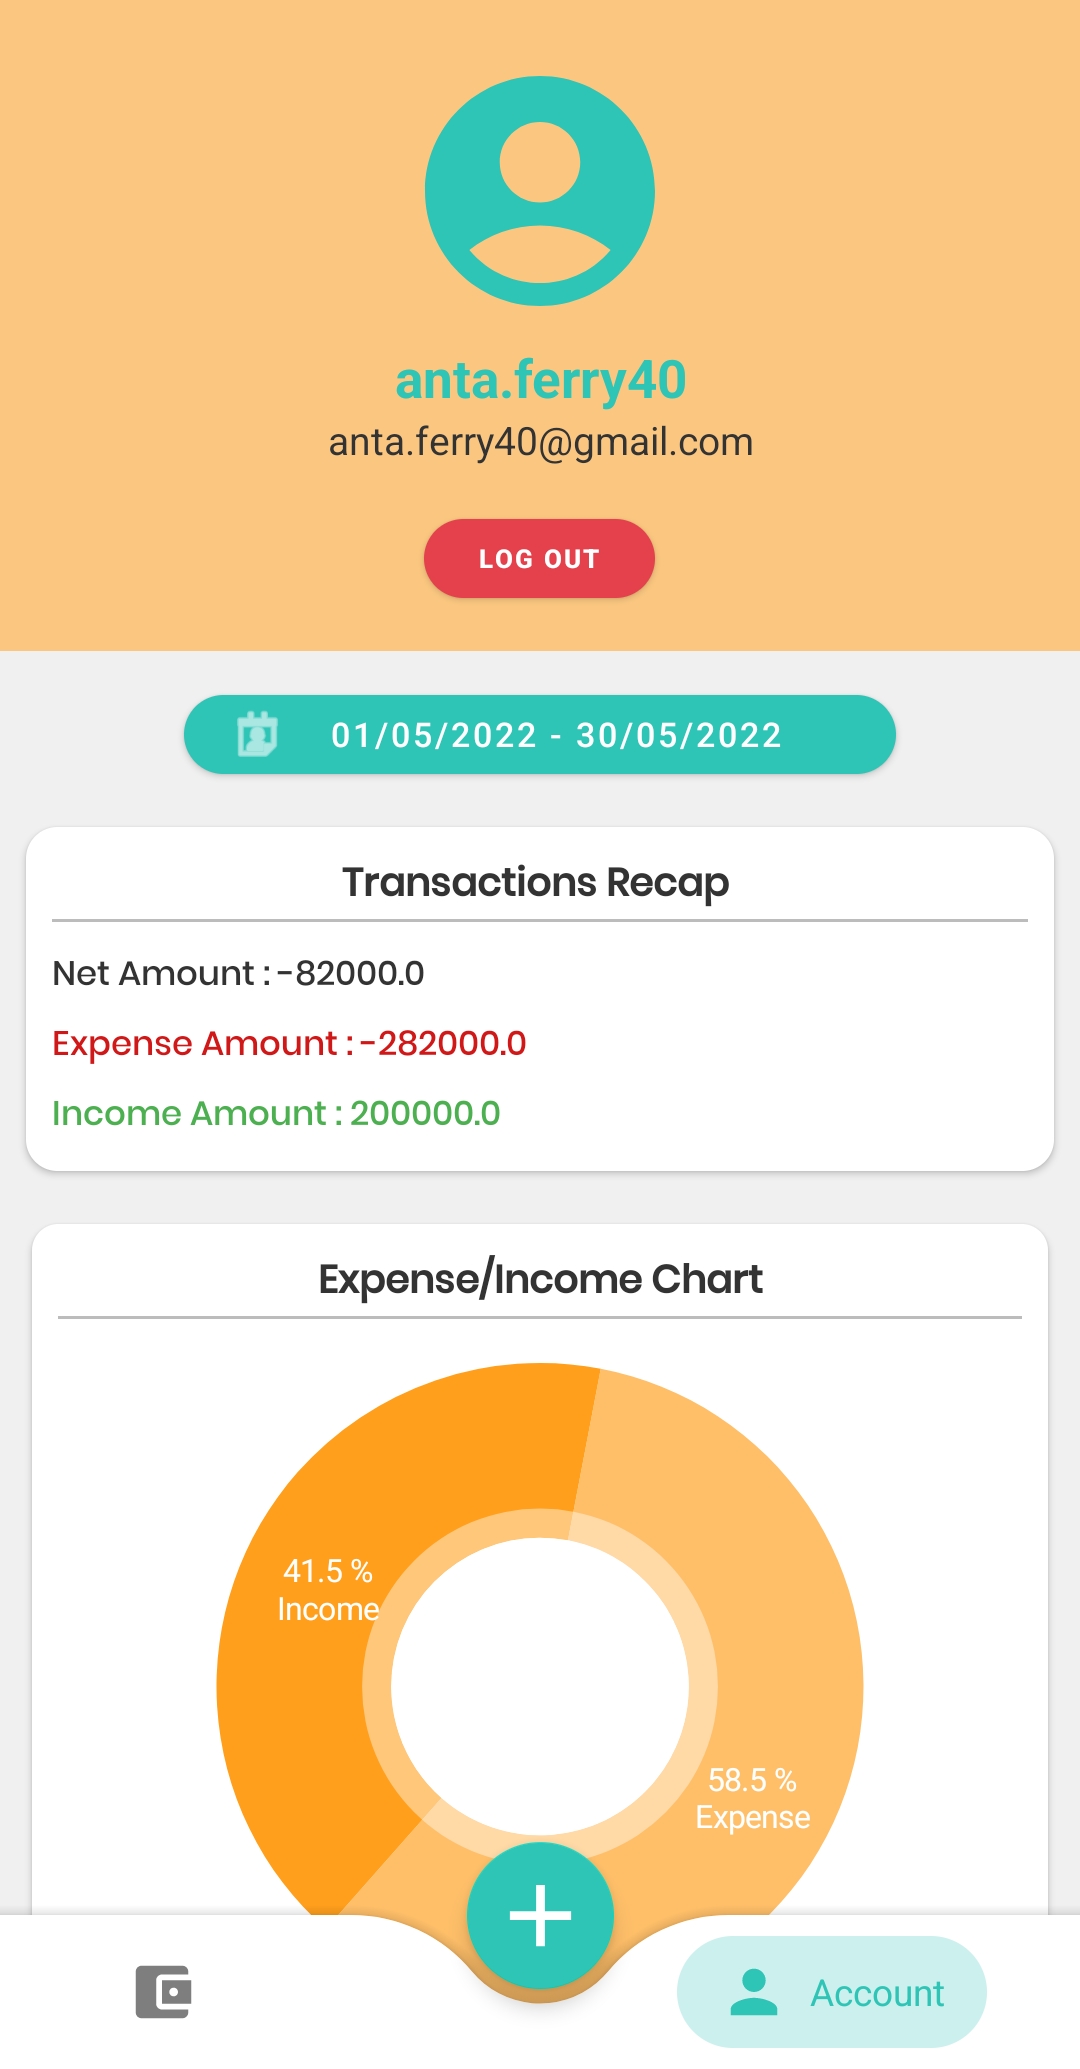 anta.ferry40
anta.ferry40@gmail.com
LOG OUT
01/05/2022 - 30/05/2022
Transactions Recap
Net Amount : -82000.0
Expense Amount : -282000.0
Income Amount : 200000.0
Expense/Income Chart
41.5 %
Income
58.5 %
Expense
Account